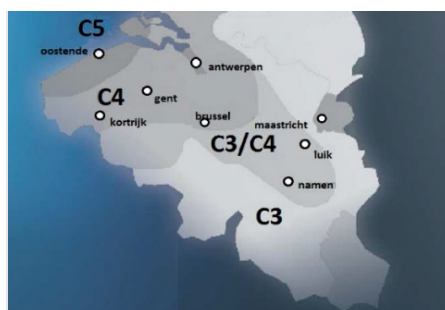 C5
oostende
antwerpen
C4
gent
kortrijk
brussel
maastricht
C3/C4
luik
namen
C3